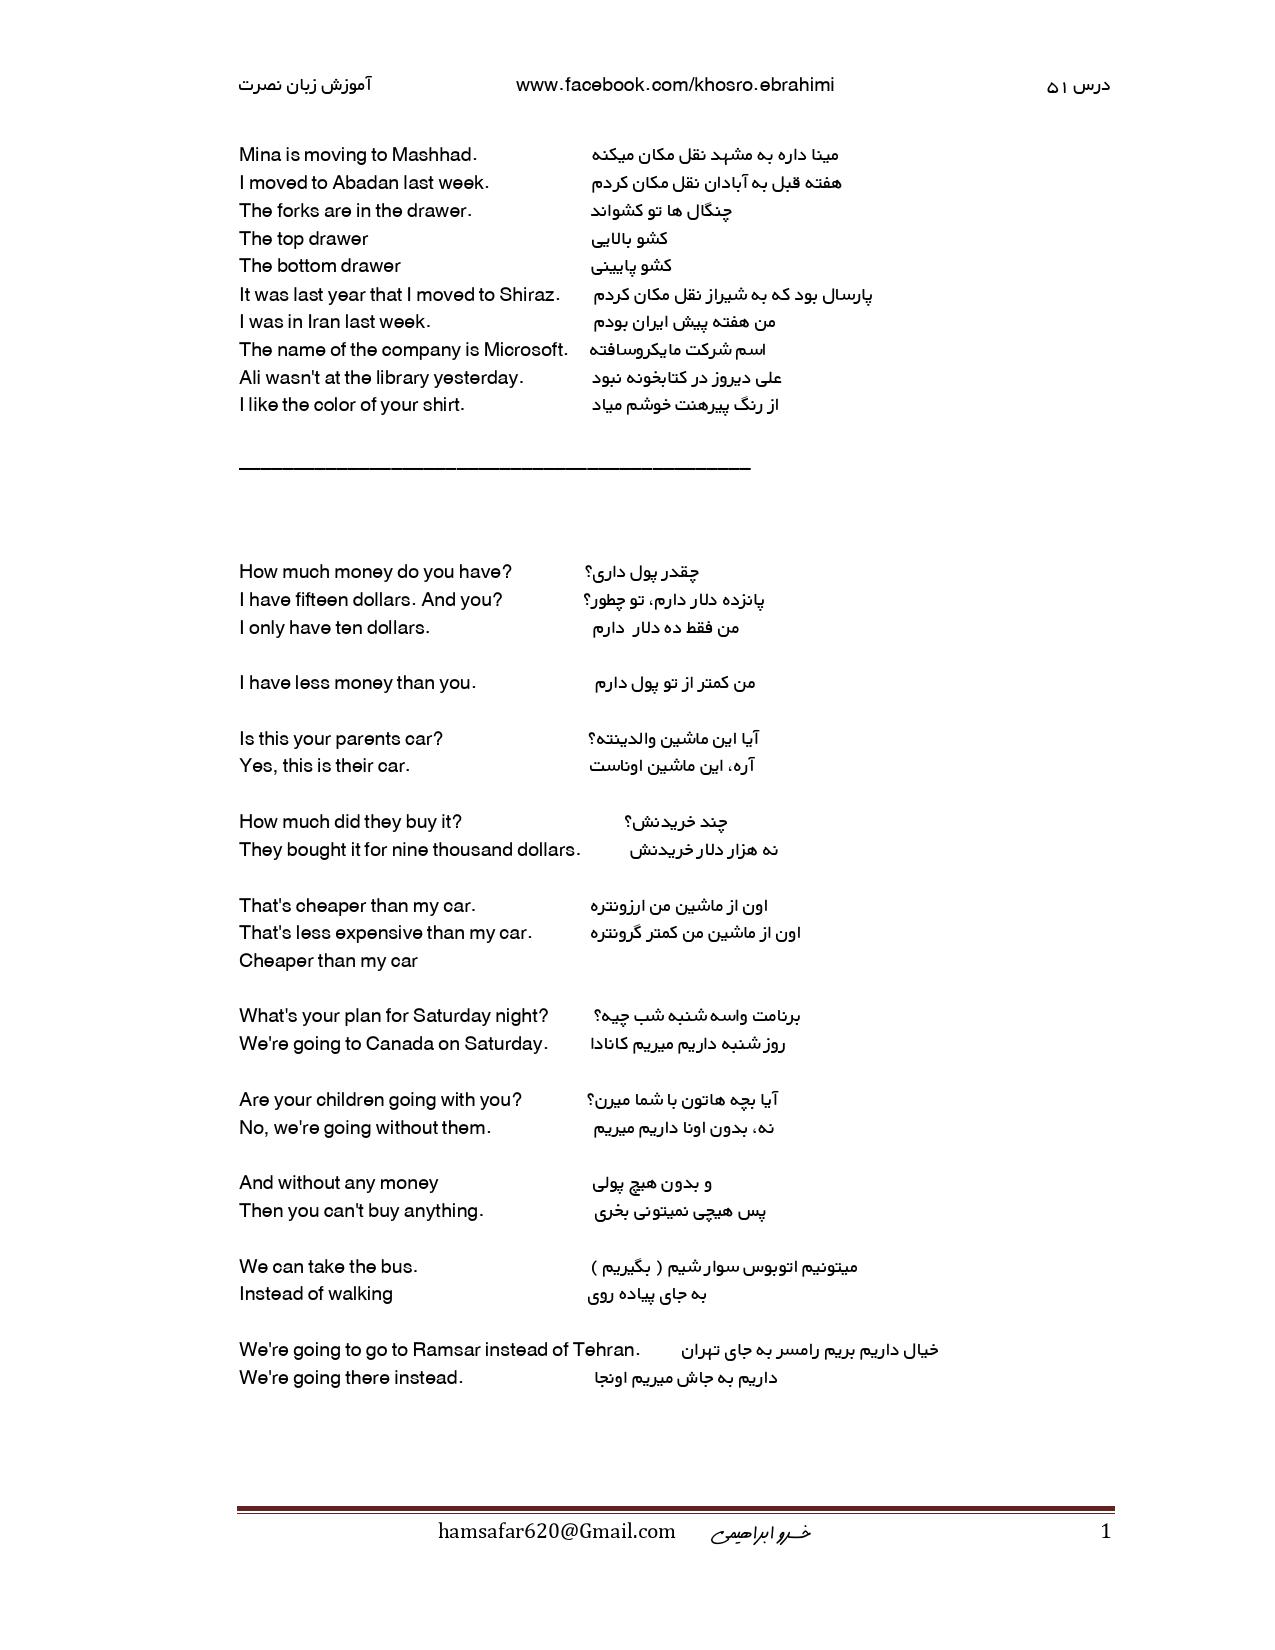 آموزش زبان نصرت www.facebook.com/khosro.ebrahimi درس ۵۱
Mina is moving to Mashhad. مینا داره به مشهد نقل مکان میکنه
I moved to Abadan last week. هفته قبل به آبادان نقل مکان کردم
The forks are in the drawer. چنگال ها تو کشواند
The top drawer کشو بالایی
The bottom drawer کشو پایینی
It was last year that I moved to Shiraz. پارسال بود که به شیراز نقل مکان کردم
I was in Iran last week. من هفته پیش ایران بودم
The name of the company is Microsoft. اسم شرکت مایکروسافته
Ali wasn't at the library yesterday. علی دیروز در کتابخونه نبود
I like the color of your shirt. از رنگ پیرهنت خوشم میاد
How much money do you have? چقدر پول داری؟
I have fifteen dollars. And you? پانزده دلار دارم، تو چطور؟
I only have ten dollars. من فقط ده دلار دارم
I have less money than you. من کمتر از تو پول دارم
Is this your parents car? آیا این ماشین والدینته؟
Yes, this is their car. آره، این ماشین اوناست
How much did they buy it? چند خریدنش؟
They bought it for nine thousand dollars. نه هزار دلار خریدنش
That's cheaper than my car. اون از ماشین من ارزونتره
That's less expensive than my car. اون از ماشین من کمتر گرونتره
Cheaper than my car
What's your plan for Saturday night? برنامت واسه شنبه شب چیه؟
We're going to Canada on Saturday. روز شنبه داریم میریم کانادا
Are your children going with you? آیا بچه هاتون با شما میرن؟
No, we're going without them. نه، بدون اونا داریم میریم
And without any money و بدون هیچ پولی
Then you can't buy anything. پس هیچی نمیتونی بخری
We can take the bus. میتونیم اتوبوس سوار شیم ( بگیریم )
Instead of walking به جای پیاده روی
We're going to go to Ramsar instead of Tehran. خیال داریم بریم رامسر به جای تهران
We're going there instead. داریم به جاش میریم اونجا
hamsafar620@Gmail.com خسرو ابراهیمی 1